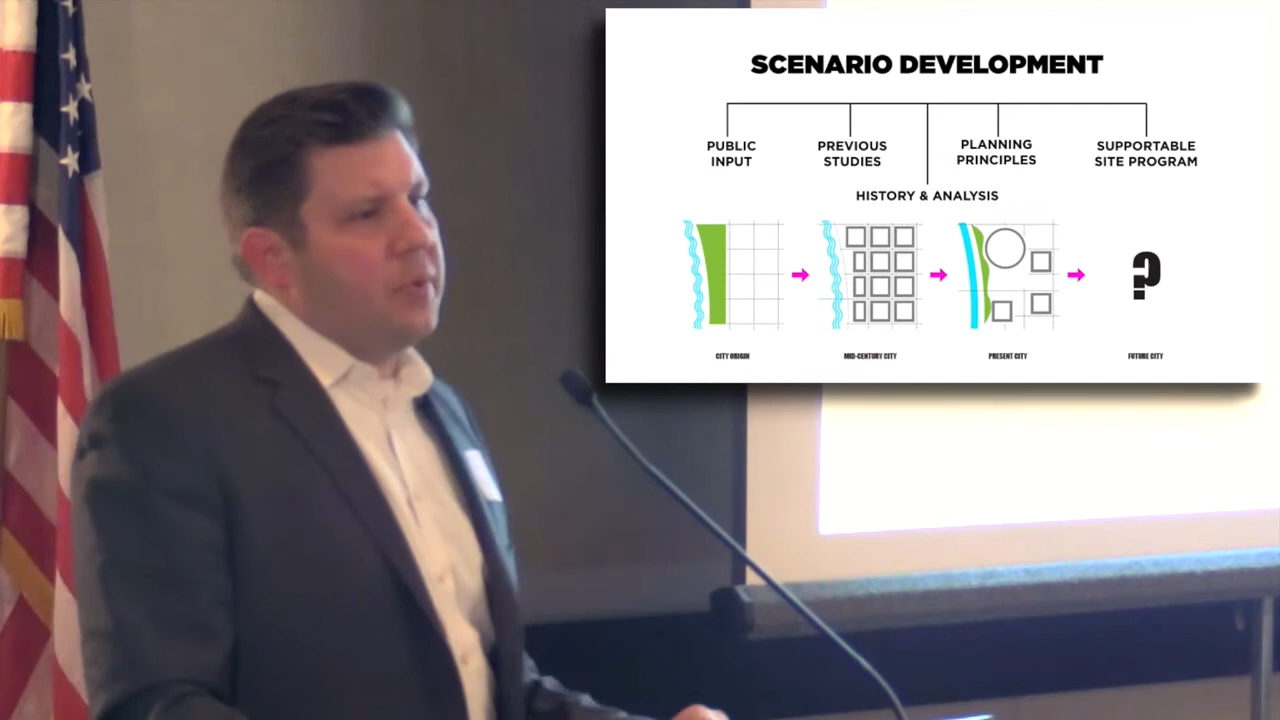 SCENARIO DEVELOPMENT
PUBLIC
INPUT
PREVIOUS
STUDIES
PLANNING
PRINCIPLES
SUPPORTABLE
SITE PROGRAM
HISTORY & ANALYSIS
?
CITY ORIGIN
MID-CENTURY CITY
PRESENT CITY
FUTURE CITY